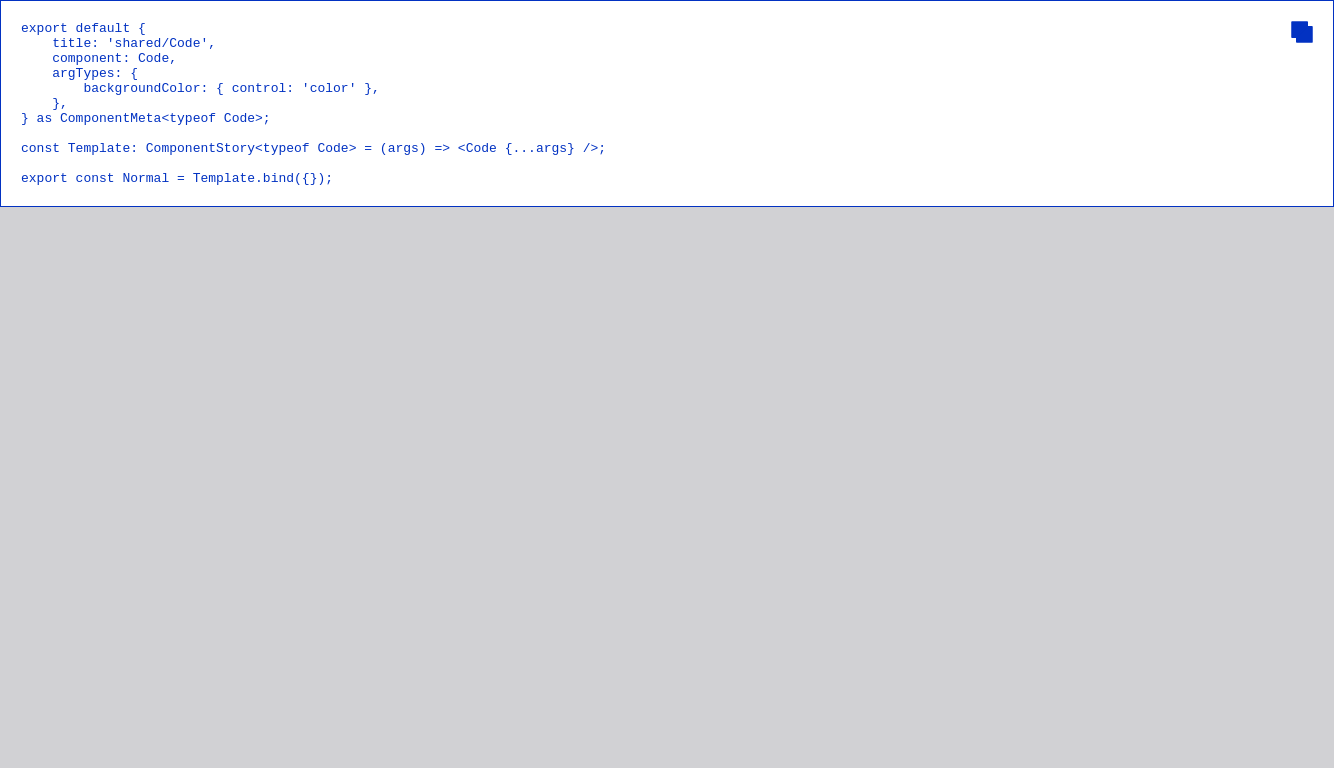 export default {
    title: 'shared/Code',
    component: Code,
    argTypes: {
        backgroundColor: { control: 'color' },
    },
} as ComponentMeta<typeof Code>;

const Template: ComponentStory<typeof Code> = (args) => <Code {...args} />;

export const Normal = Template.bind({});